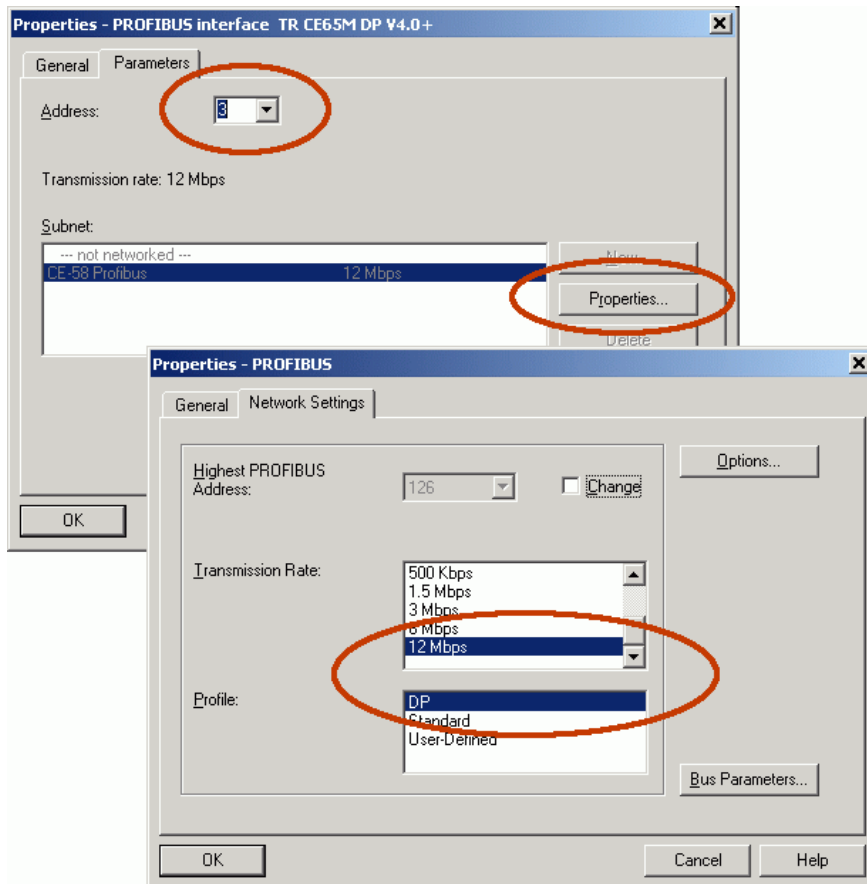 Properties - PROFIBUS interface TR CE65M DP V4.0+
General Parameters
Address: 3
Transmission rate: 12 Mbps
Subnet:
--- not networked ---
CE-58 Profibus 12 Mbps
New...
Properties...
Delete
OK
Properties - PROFIBUS
General Network Settings
Highest PROFIBUS
Address:
126
Change
Options...
Transmission Rate:
500 Kbps
1.5 Mbps
3 Mbps
6 Mbps
12 Mbps
Profile:
DP
Standard
User-Defined
Bus Parameters...
OK Cancel Help